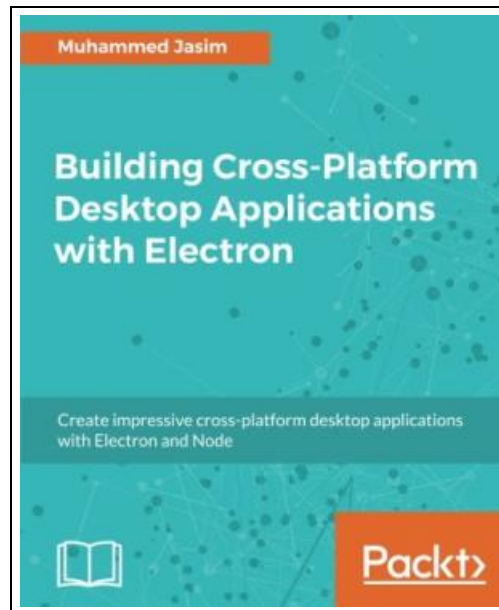 Muhammed Jasim
Building Cross-Platform
Desktop Applications
with Electron
Create impressive cross-platform desktop applications
with Electron and Node
Packt>